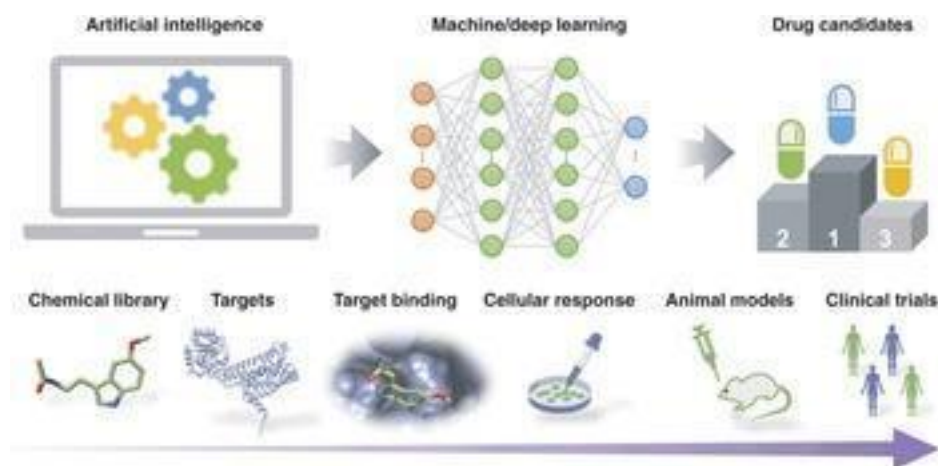 Artificial intelligence
Machine/deep learning
Drug candidates
2
1
3
Chemical library
Targets
Target binding
Cellular response
Animal models
Clinical trials